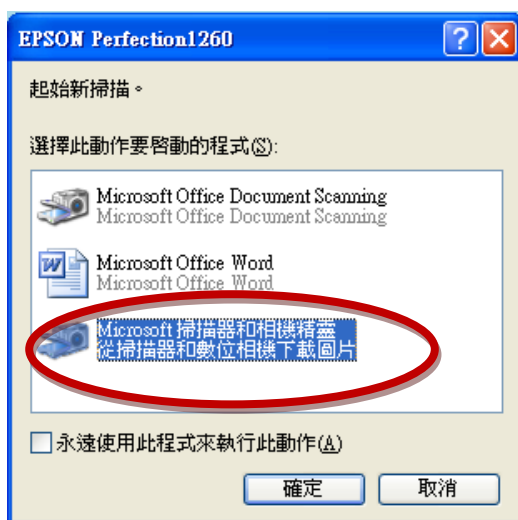 EPSON Perfection1260
起始新掃描。
選擇此動作要啓動的程式(S):
Microsoft Office Document Scanning
Microsoft Office Document Scanning
Microsoft Office Word
Microsoft Office Word
Microsoft 掃描器和相機精靈
從掃描器和數位相機下載圖片
永遠使用此程式來執行此動作(A)
確定 取消